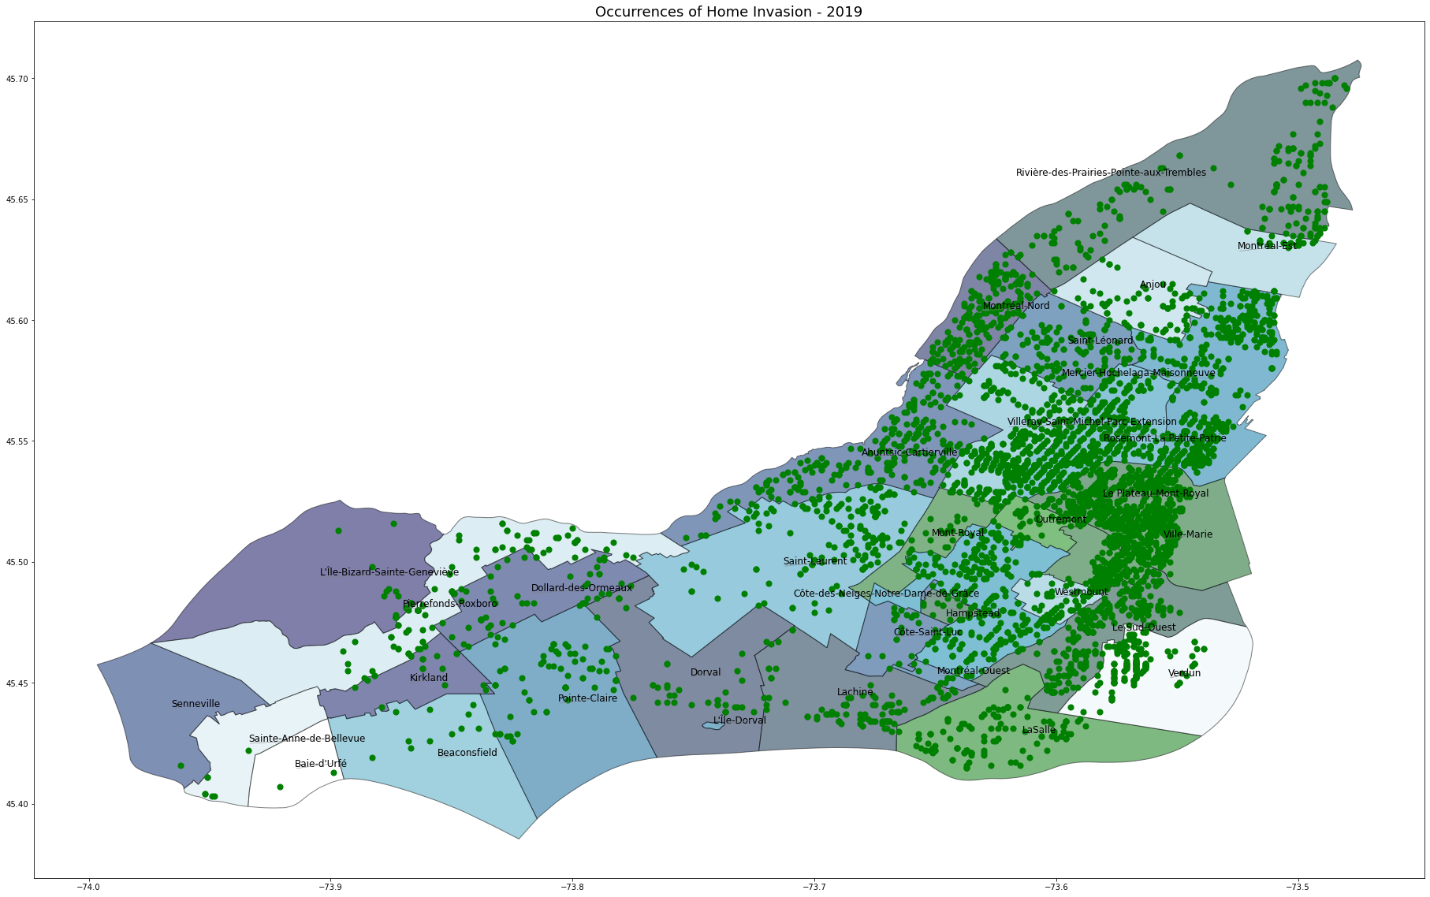 Occurrences of Home Invasion - 2019
45.70
Rivière-des-Prairies-Pointe-aux-Trembles
45.65
Montréal-Est
Anjou
Montréal-Nord
45.60
Saint-Léonard
Mercier-Hochelaga-Maisonneuve
Villeray-Saint-Michel-Parc-Extension
Rosemont-La Petite-Patrie
45.55
Ahuntsic-Cartierville
Le Plateau-Mont-Royal
Outremont
Mont-Royal
Ville-Marie
45.50
Saint-Laurent
L'Île-Bizard-Sainte-Geneviève
Dollard-des-Ormeaux
Côte-des-Neiges-Notre-Dame-de-Grâce
Westmount
Pierrefonds-Roxboro
Hampstead
Le Sud-Ouest
Côte-Saint-Luc
Montréal-Ouest
Dorval
Verdun
Kirkland
45.45
Lachine
Pointe-Claire
Senneville
L'Île-Dorval
LaSalle
Sainte-Anne-de-Bellevue
Beaconsfield
Baie-d'Urfé
45.40
−74.0
−73.9
−73.8
−73.7
−73.6
−73.5